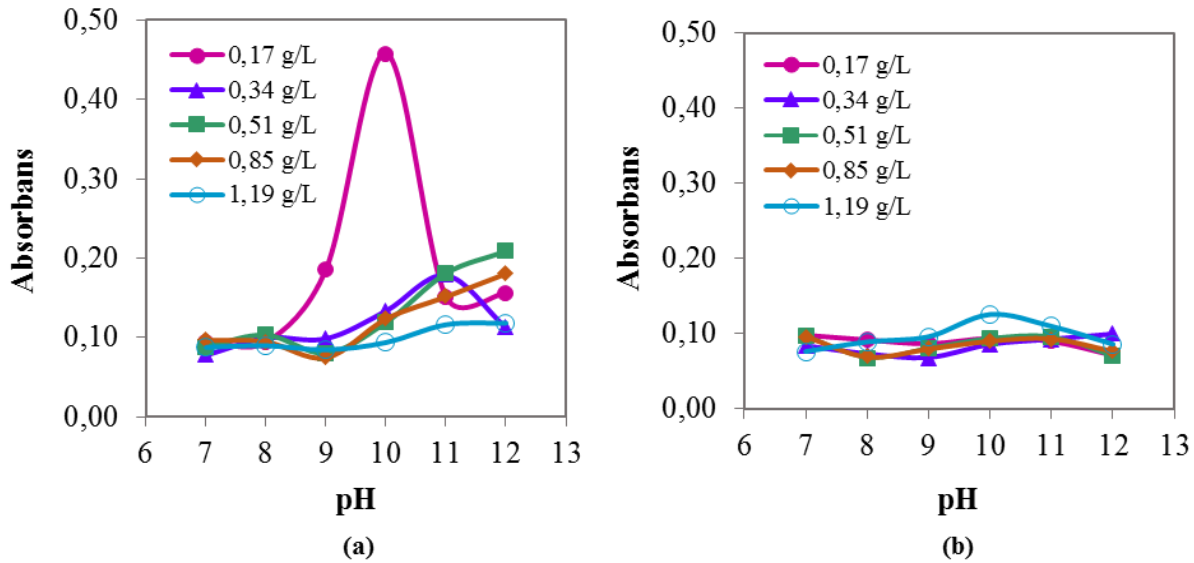 0,50
0,40
0,30
0,20
0,10
0,00
Absorbans
0,17 g/L
0,34 g/L
0,51 g/L
0,85 g/L
1,19 g/L
6 7 8 9 10 11 12 13
pH
(a)
0,50
0,40
0,30
0,20
0,10
0,00
Absorbans
0,17 g/L
0,34 g/L
0,51 g/L
0,85 g/L
1,19 g/L
6 7 8 9 10 11 12 13
pH
(b)